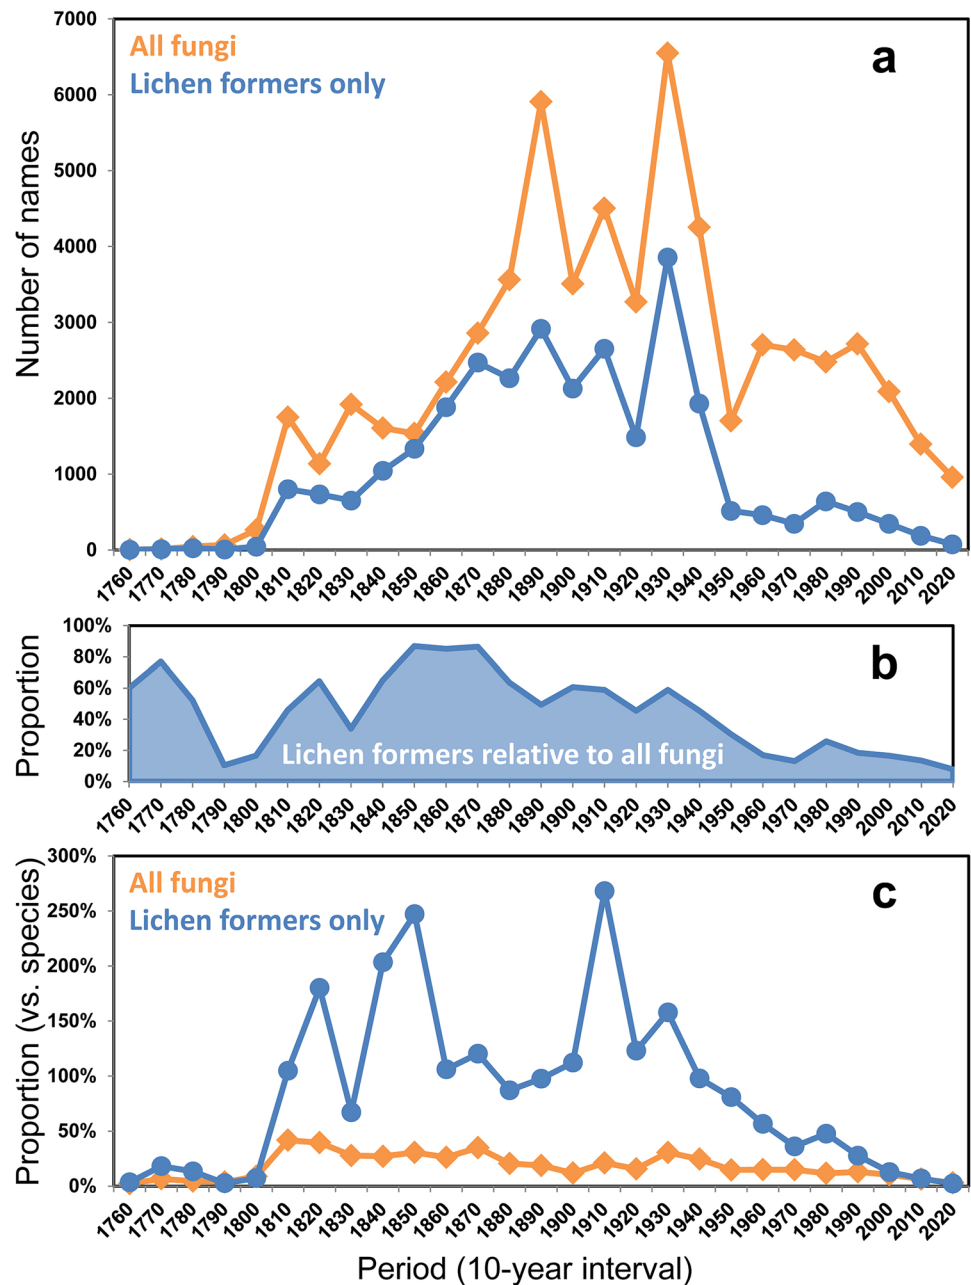 All fungi
Lichen formers only
a
Number of names
7000
6000
5000
4000
3000
2000
1000
0
1760 1770 1780 1790 1800 1810 1820 1830 1840 1850 1860 1870 1880 1890 1900 1910 1920 1930 1940 1950 1960 1970 1980 1990 2000 2010 2020
b
Proportion
100%
80%
60%
40%
20%
0%
Lichen formers relative to all fungi
1760 1770 1780 1790 1800 1810 1820 1830 1840 1850 1860 1870 1880 1890 1900 1910 1920 1930 1940 1950 1960 1970 1980 1990 2000 2010 2020
All fungi
Lichen formers only
c
Proportion (vs. species)
300%
250%
200%
150%
100%
50%
0%
1760 1770 1780 1790 1800 1810 1820 1830 1840 1850 1860 1870 1880 1890 1900 1910 1920 1930 1940 1950 1960 1970 1980 1990 2000 2010 2020
Period (10-year interval)